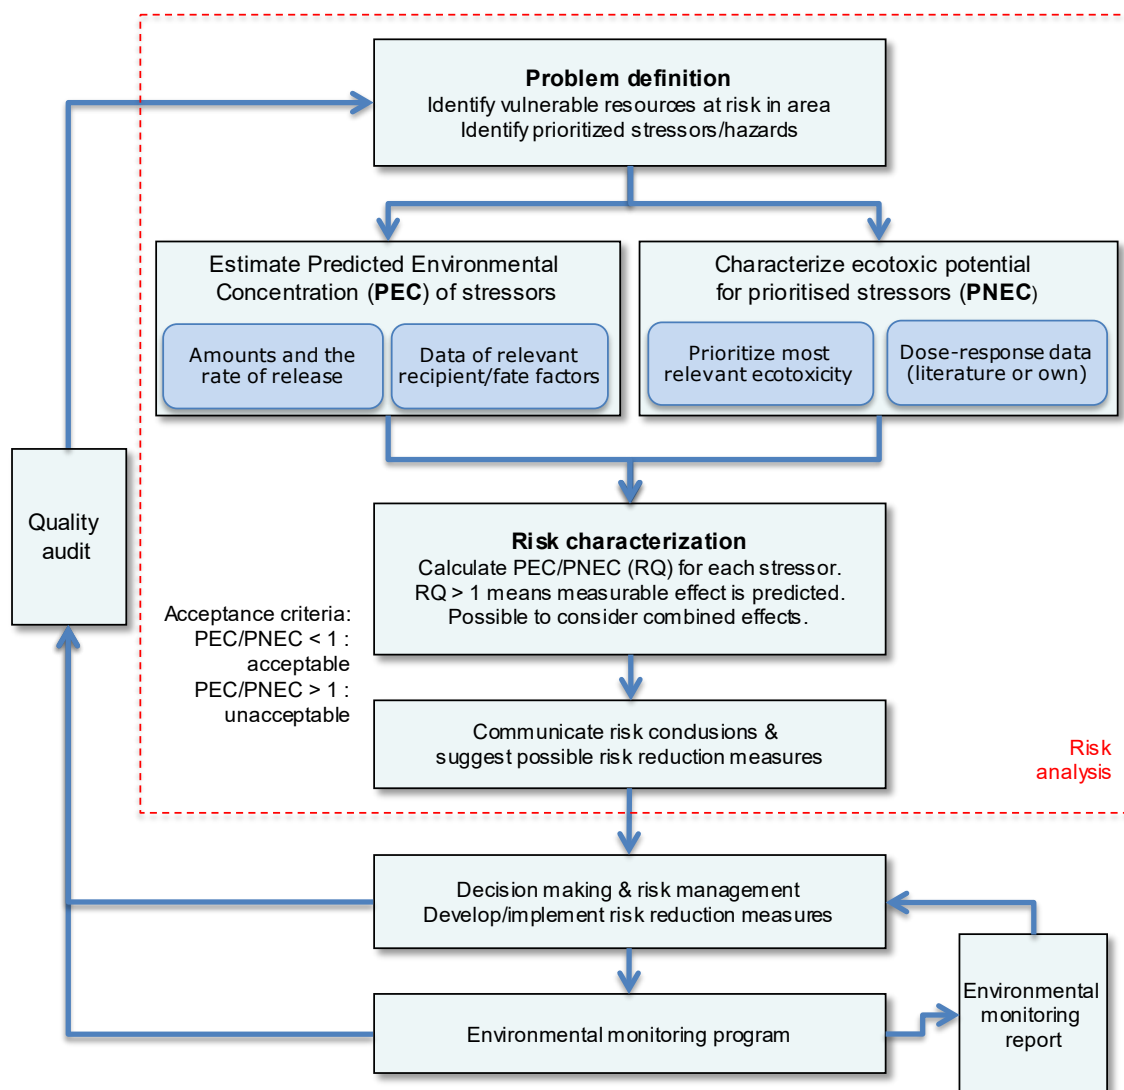 Problem definition
Identify vulnerable resources at risk in area
Identify prioritized stressors/hazards
Estimate Predicted Environmental
Concentration (PEC) of stressors
Amounts and the
rate of release
Data of relevant
recipient/fate factors
Characterize ecotoxic potential
for prioritised stressors (PNEC)
Prioritize most
relevant ecotoxicity
Dose-response data
(literature or own)
Quality
audit
Risk characterization
Calculate PEC/PNEC (RQ) for each stressor.
RQ > 1 means measurable effect is predicted.
Possible to consider combined effects.
Acceptance criteria:
PEC/PNEC < 1 :
acceptable
PEC/PNEC > 1 :
unacceptable
Communicate risk condusions &
suggest possible risk reduction measures
Risk
analysis
Decision making & risk management
Develop/implement risk reduction measures
Environmental monitoring program
Environmental
monitoring
report